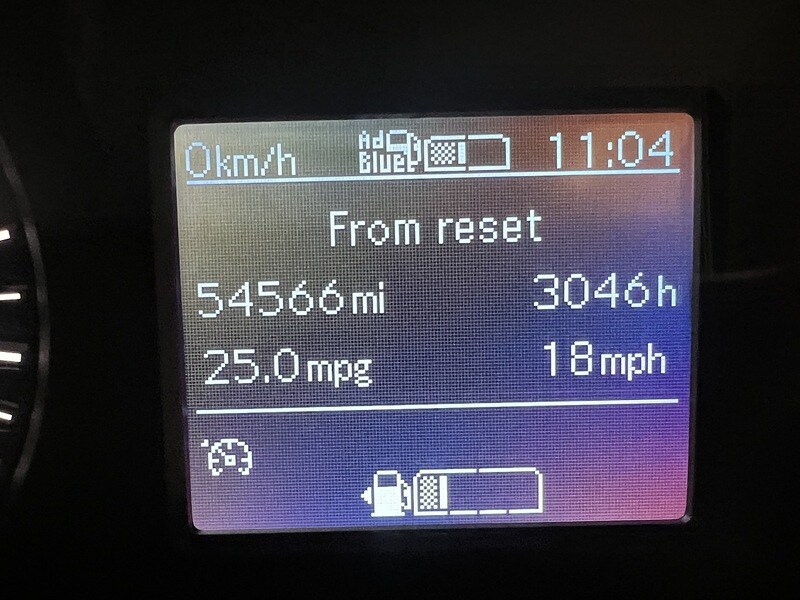 0km/h AdBlue 11:04
From reset
54566mi 3046h
25.0mpg 18mph